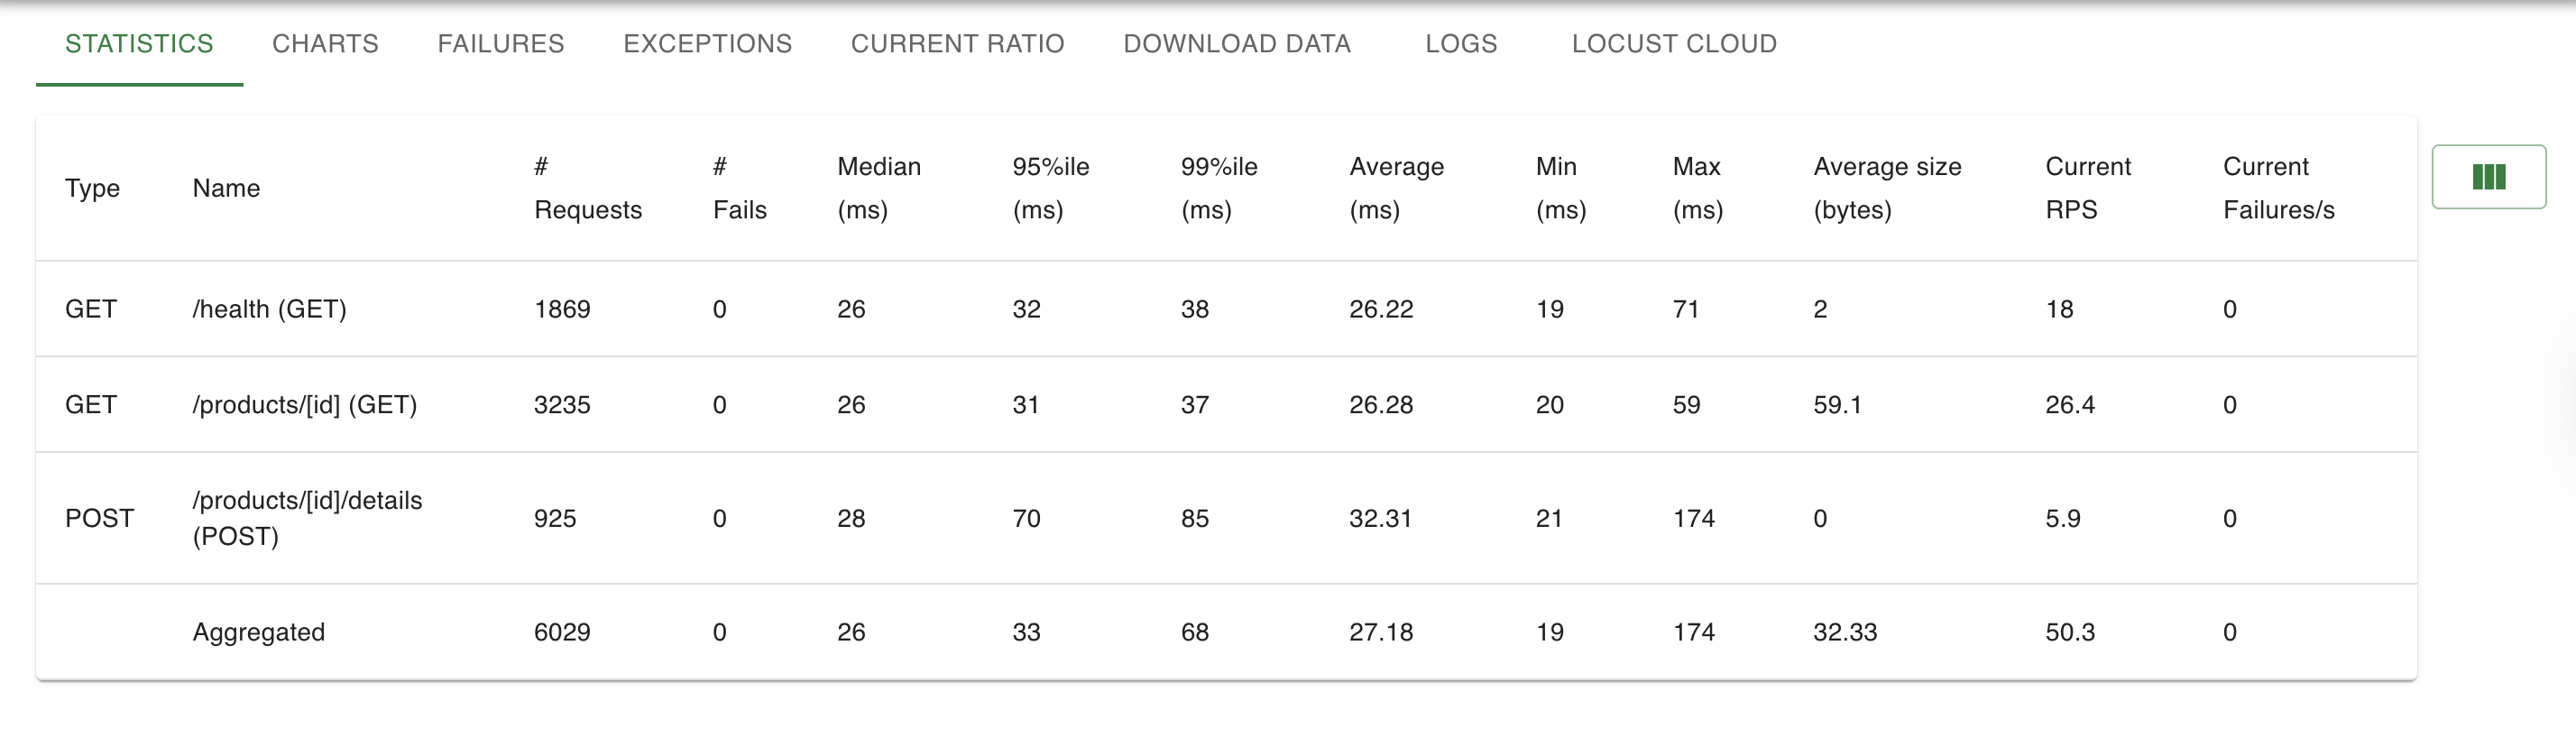 STATISTICS CHARTS FAILURES EXCEPTIONS CURRENT RATIO DOWNLOAD DATA LOGS LOCUST CLOUD
Type Name # Requests # Fails Median (ms) 95%ile (ms) 99%ile (ms) Average (ms) Min (ms) Max (ms) Average size (bytes) Current RPS Current Failures/s
GET /health (GET) 1869 0 26 32 38 26.22 19 71 2 18 0
GET /products/[id] (GET) 3235 0 26 31 37 26.28 20 59 59.1 26.4 0
POST /products/[id]/details (POST) 925 0 28 70 85 32.31 21 174 0 5.9 0
Aggregated 6029 0 26 33 68 27.18 19 174 32.33 50.3 0